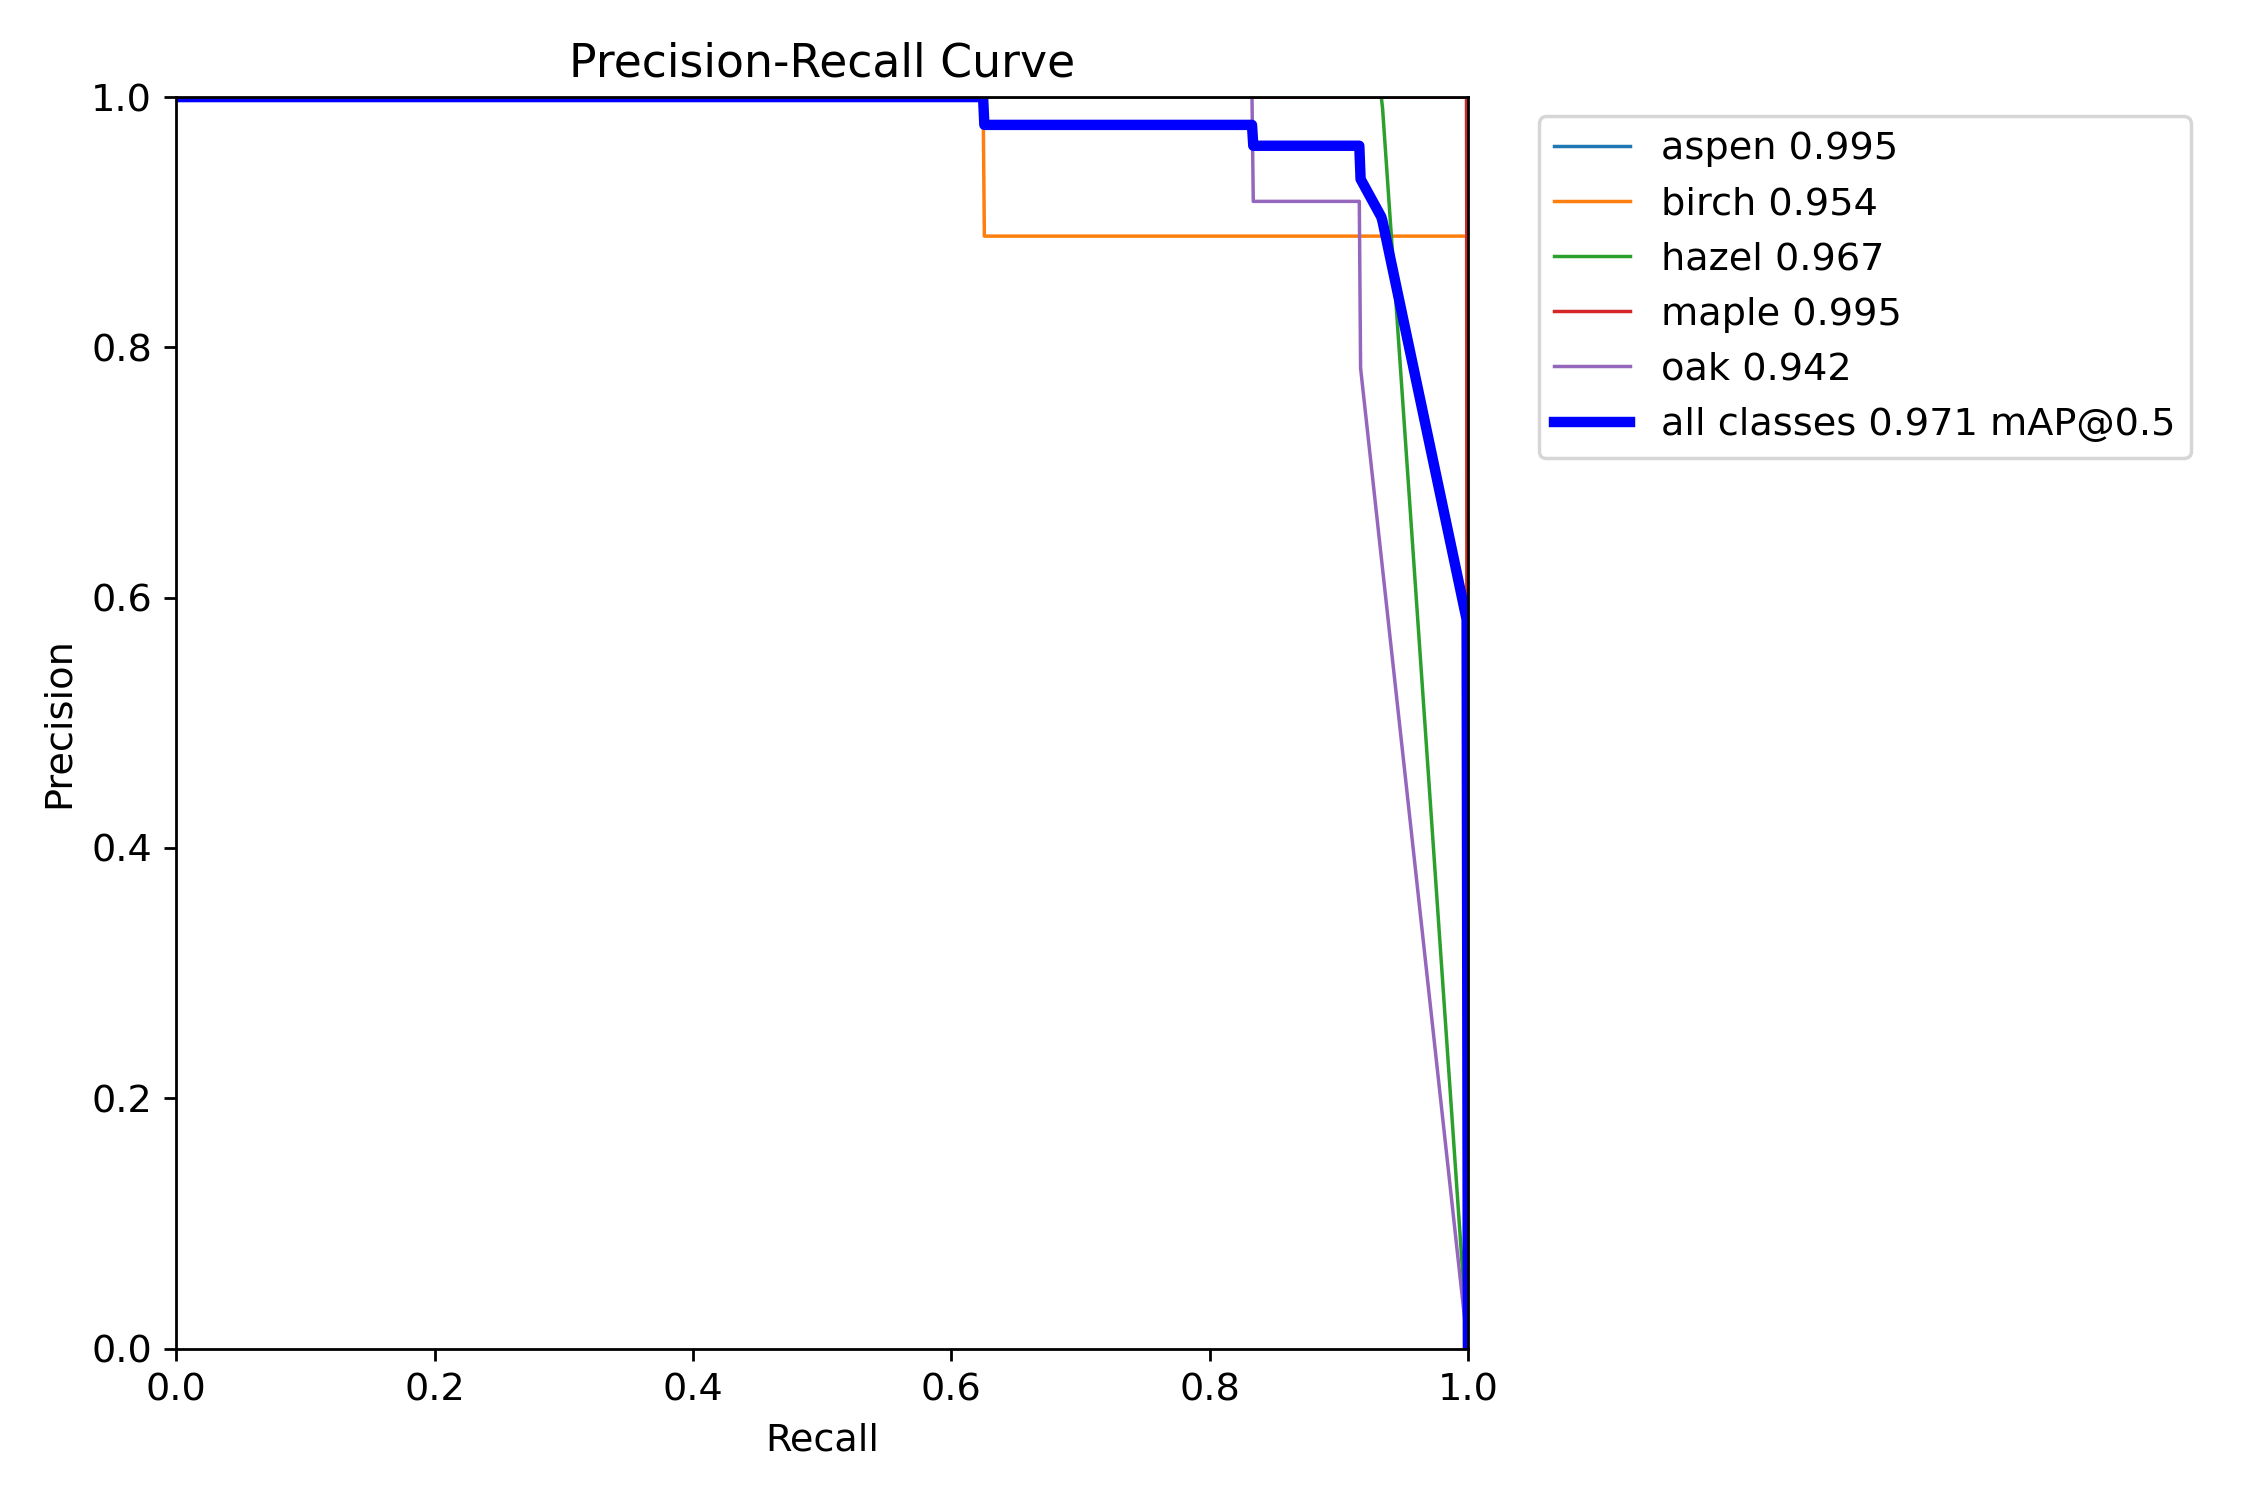 Precision-Recall Curve
1.0
0.8
0.6
0.4
0.2
0.0
Precision
0.0 0.2 0.4 0.6 0.8 1.0
Recall
aspen 0.995
birch 0.954
hazel 0.967
maple 0.995
oak 0.942
all classes 0.971 mAP@0.5